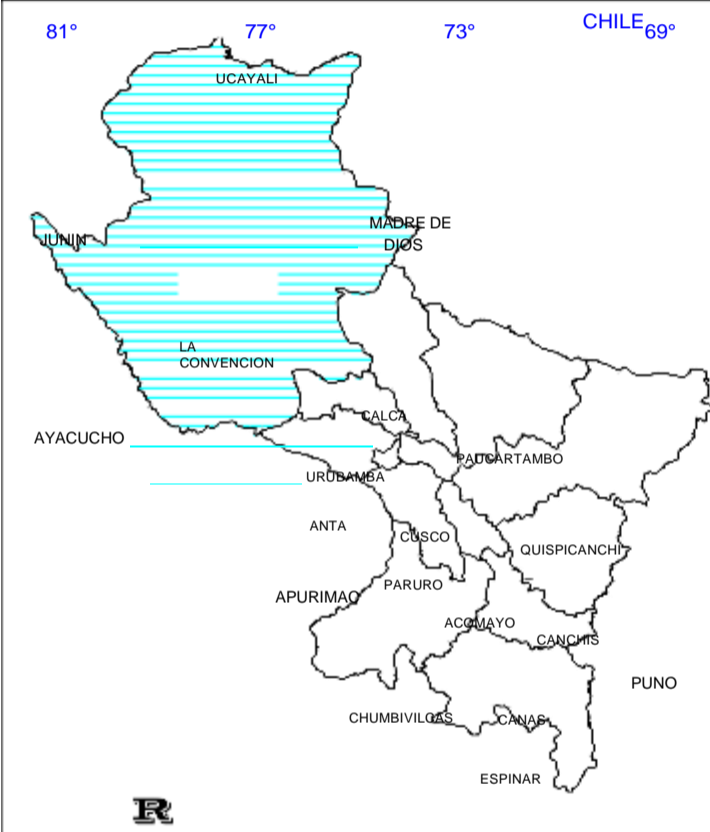 81° 77° 73° CHILE 69°
UCAYALI
MADRE DE
DIOS
JUNIN
LA
CONVENCION
CALCA
AYACUCHO
PAUCARTAMBO
URUBAMBA
ANTA
CUSCO
QUISPICANCHI
PARURO
APURIMAC
ACOMAYO
CANCHIS
PUNO
CHUMBIVILCAS
CANAS
ESPINAR
R